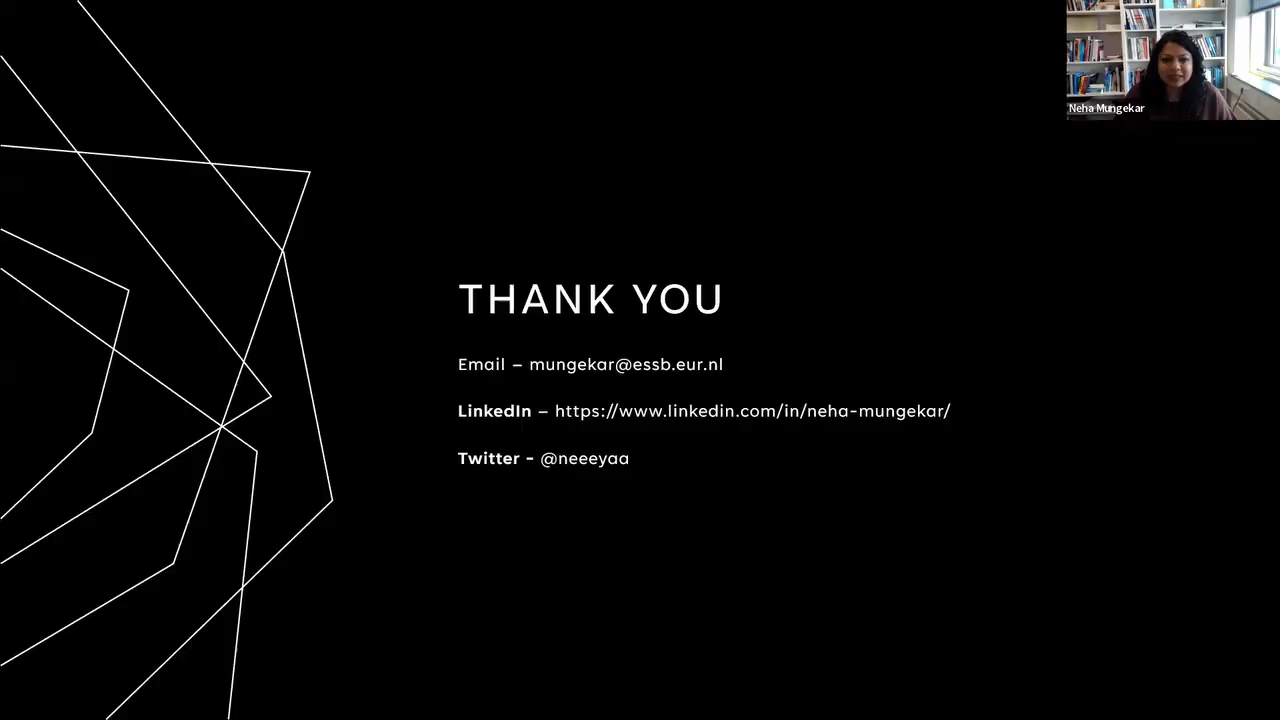 Neha Mungekar
THANK YOU
Email – mungekar@essb.eur.nl
LinkedIn – https://www.linkedin.com/in/neha-mungekar/
Twitter - @neeeyaa